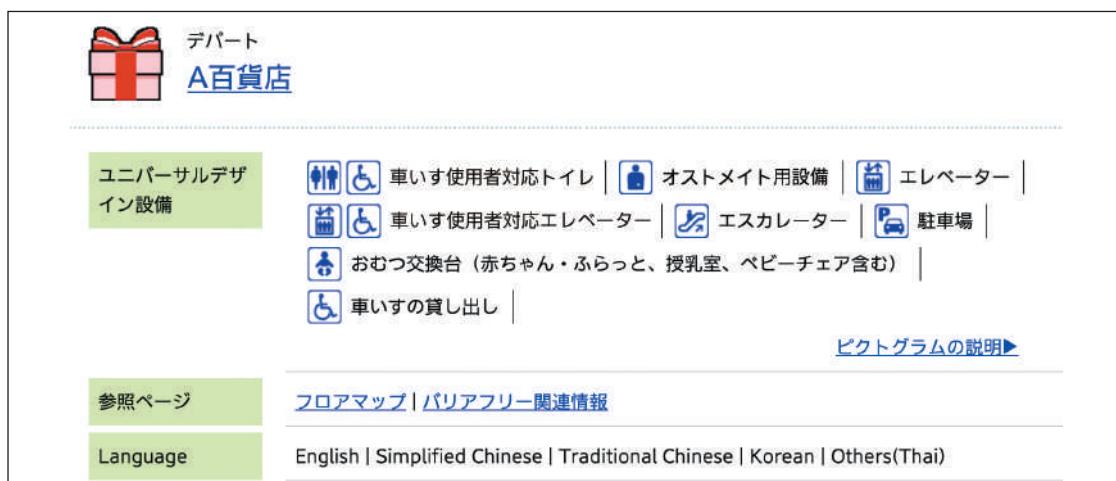 デパート
A百貨店
ユニバーサルデザ
イン設備
車いす使用者対応トイレ | オストメイト用設備 | エレベーター |
車いす使用者対応エレベーター | エスカレーター | P 駐車場 |
おむつ交換台（赤ちゃん・ふらっと、授乳室、ベビーチェア含む） |
車いすの貸し出し |
ピクトグラムの説明▶
参照ページ
フロアマップ | バリアフリー関連情報
Language
English | Simplified Chinese | Traditional Chinese | Korean | Others(Thai)